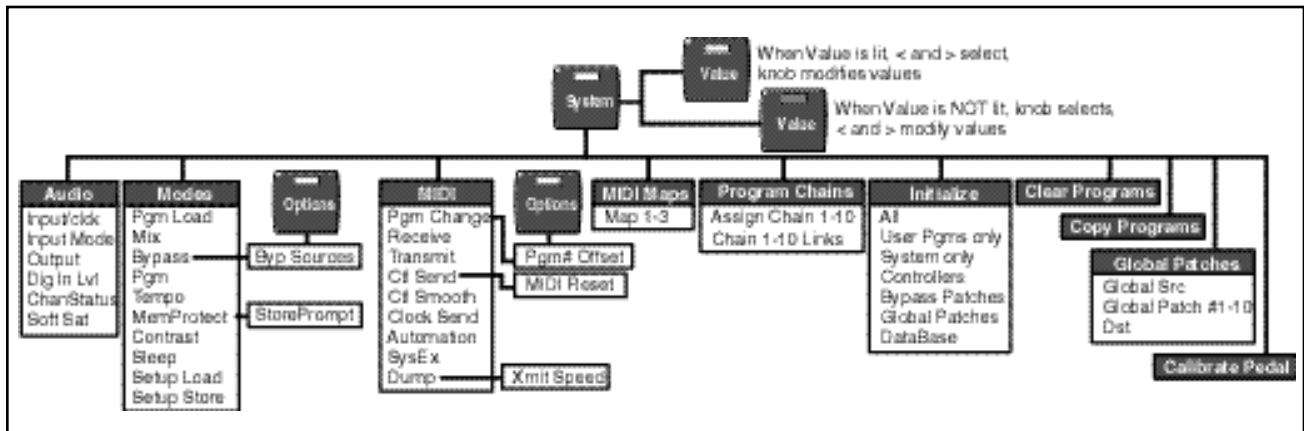 Value
When Value is lit, < and > select,
knob modifies values
System
Value
When Value is NOT lit, knob selects,
< and > modify values
Audio
Input/clck
Input Mode
Output
Dig In Lvl
ChanStatus
Soft Sat
Modes
Pgm Load
Mix
Bypass
Pgm
Tempo
MemProtect
Contrast
Sleep
Setup Load
Setup Store
Options
Byp Sources
StorePrompt
MIDI
Pgm Change
Receive
Transmit
Ctl Send
Ctl Smooth
Clock Send
Automation
SysEx
Dump
Options
Pgm# Offset
MIDI Reset
Xmit Speed
MIDI Maps
Map 1-3
Program Chains
Assign Chain 1-10
Chain 1-10 Links
Initialize
All
User Pgms only
System only
Controllers
Bypass Patches
Global Patches
DataBase
Clear Programs
Copy Programs
Global Patches
Global Src
Global Patch #1-10
Dst
Calibrate Pedal